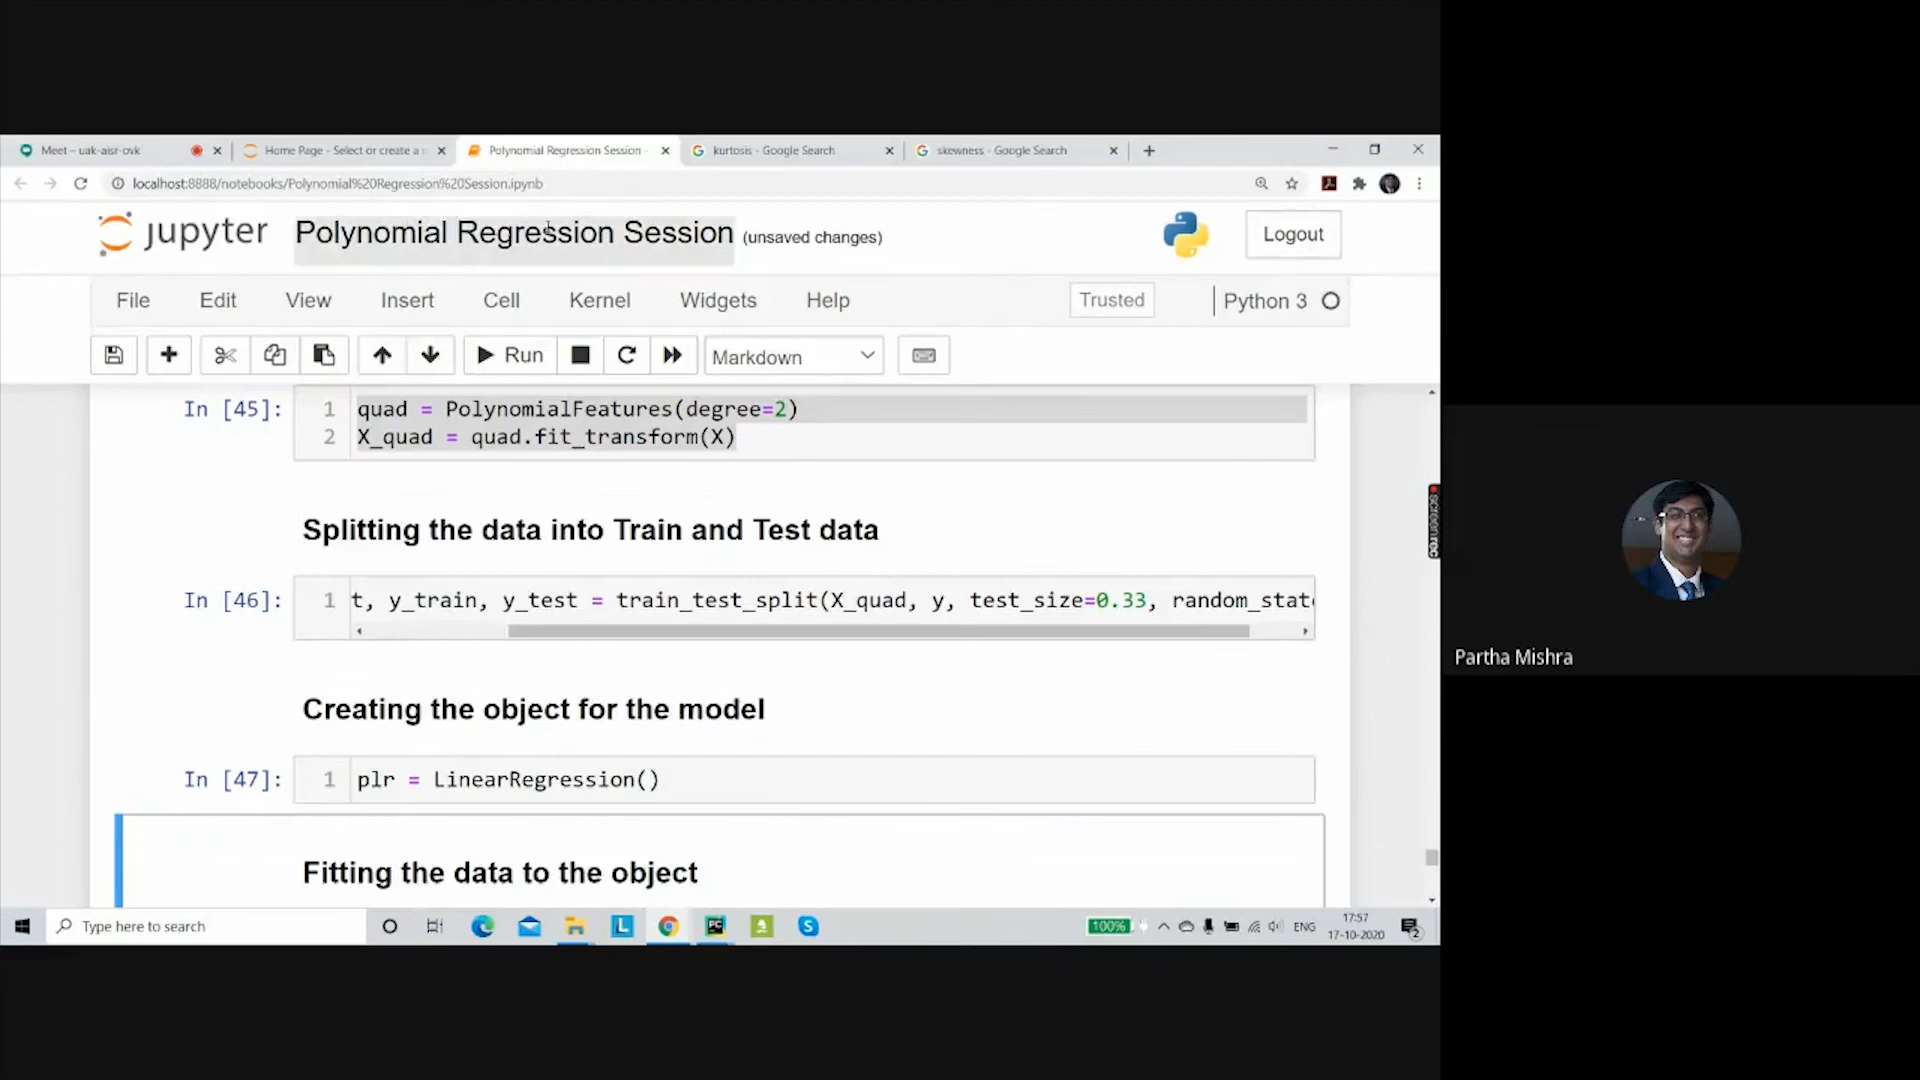 Meet – uak-aisr-ovk
Home Page - Select or create a
Polynomial Regression Session -
kurtosis - Google Search
skewness - Google Search
localhost:8888/notebooks/Polynomial%20Regression%20Session.ipynb
jupyter
Polynomial Regression Session (unsaved changes)
Logout
File Edit View Insert Cell Kernel Widgets Help
Trusted
Python 3
Run
Markdown
In [45]:
1 quad = PolynomialFeatures(degree=2)
2 X_quad = quad.fit_transform(X)
Splitting the data into Train and Test data
In [46]:
1 t, y_train, y_test = train_test_split(X_quad, y, test_size=0.33, random_stat
Creating the object for the model
In [47]:
1 plr = LinearRegression()
Fitting the data to the object
screenrec
Partha Mishra
Type here to search
L
PC
S
100%
ENG
17:57
17-10-2020
2